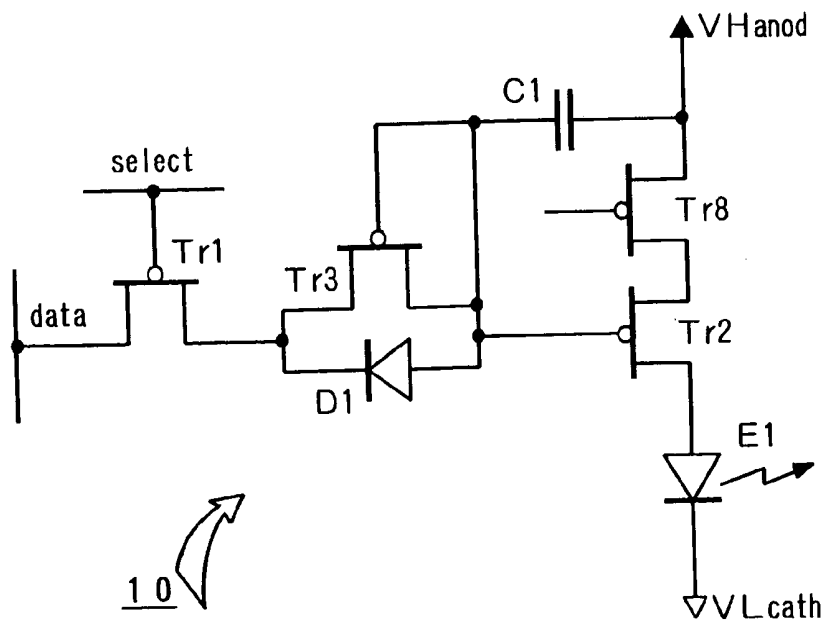 VHanod
C1
select
Tr1
Tr8
Tr3
data
Tr2
D1
E1
10
VLcath